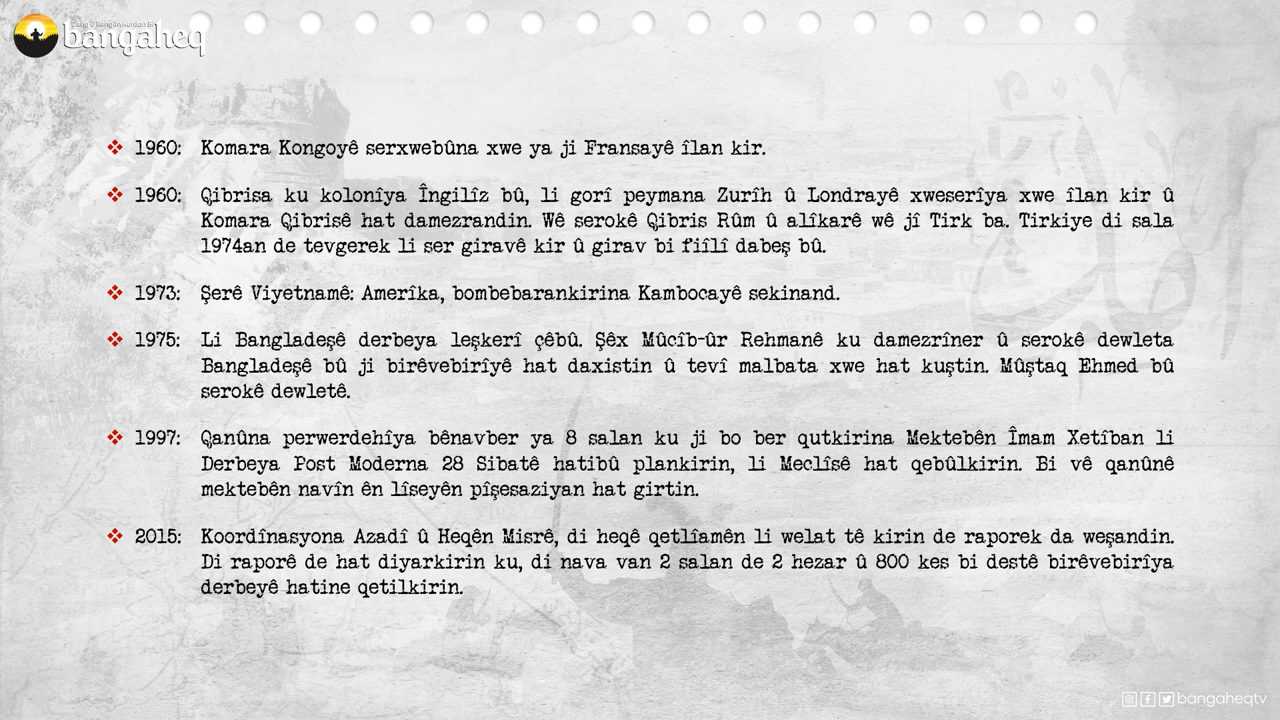 Deng û Bangên Kurdan Bi
bangaheq
1960: Komara Kongoyê serxwebûna xwe ya ji Fransayê îlan kir.
1960: Qibrisa ku kolonîya Îngilîz bû, li gorî peymana Zurîh û Londrayê xweserîya xwe îlan kir û
Komara Qibrisê hat damezrandin. Wê serokê Qibris Rûm û alîkarê wê jî Tirk ba. Tirkiye di sala
1974an de tevgerek li ser giravê kir û girav bi fiîlî dabeş bû.
1973: Şerê Viyetnamê: Amerîka, bombebarankirina Kambocayê sekinand.
1975: Li Bangladeşê derbeya leşkerî çêbû. Şêx Mûcîb-ûr Rehmanê ku damezrîner û serokê dewleta
Bangladeşê bû ji birêvebirîyê hat daxistin û tevî malbata xwe hat kuştin. Mûştaq Ehmed bû
serokê dewletê.
1997: Qanûna perwerdehîya bênavber ya 8 salan ku ji bo ber qutkirina Mektebên Îmam Xetîban li
Derbeya Post Moderna 28 Sibatê hatibû plankirin, li Meclîsê hat qebûlkirin. Bi vê qanûnê
mektebên navîn ên lîseyên pîşesaziyan hat girtin.
2015: Koordînasyona Azadî û Heqên Misrê, di heqê qetlîamên li welat tê kirin de raporek da weşandin.
Di raporê de hat diyarkirin ku, di nava van 2 salan de 2 hezar û 800 kes bi destê birêvebirîya
derbeyê hatine qetilkirin.
bangaheqtv